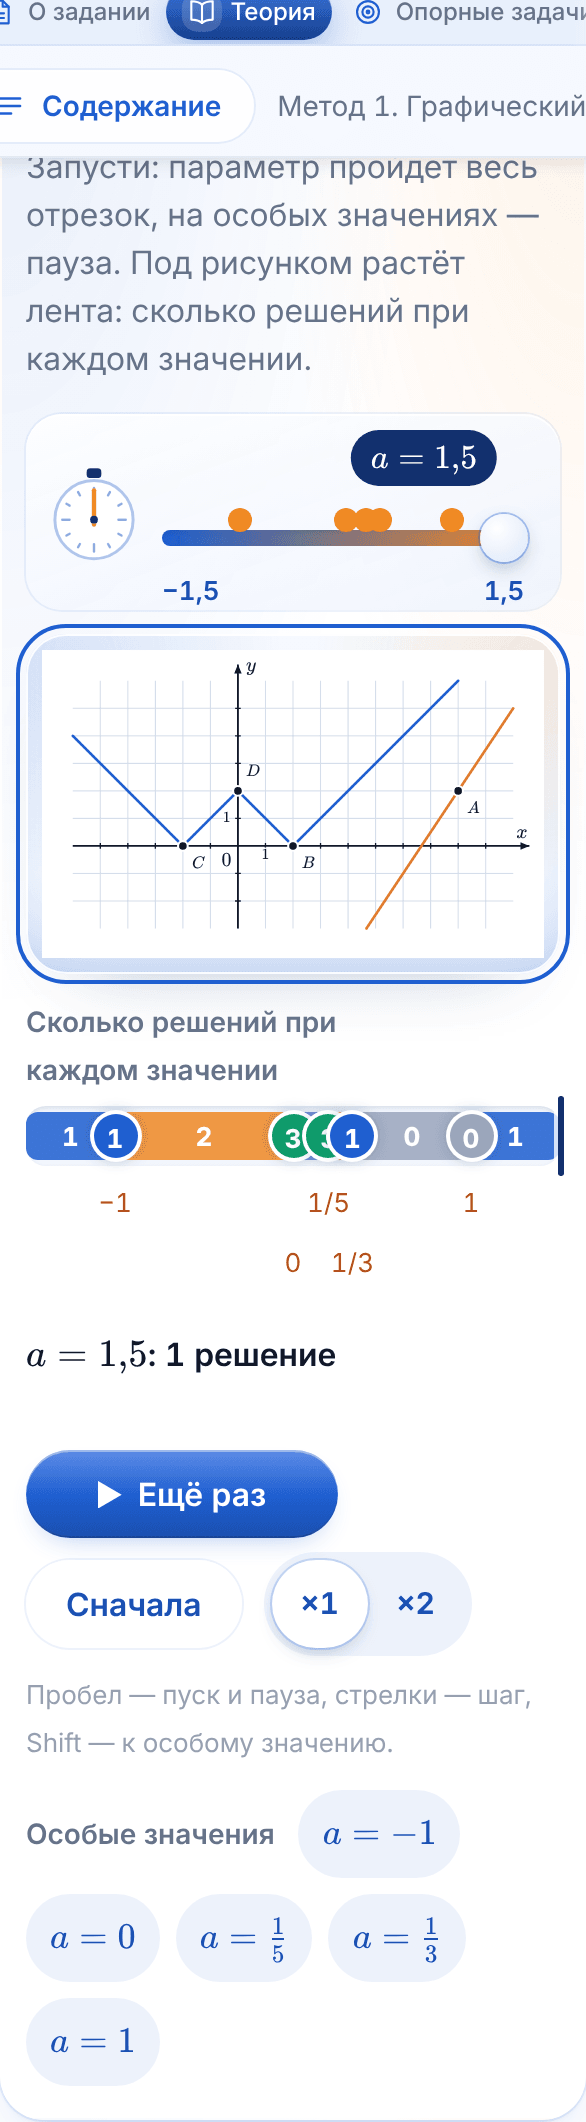 О задании
Теория
Опорные задачи
Содержание
Метод 1. Графический
Запусти: параметр пройдет весь
отрезок, на особых значениях —
пауза. Под рисунком растёт
лента: сколько решений при
каждом значении.
a = 1,5
−1,5
1,5
y
D
1
A
x
C
0
1
B
Сколько решений при
каждом значении
1 1 2 3 1 0 0 1
−1
1/5
1
0
1/3
a = 1,5: 1 решение
Ещё раз
Сначала
×1
×2
Пробел — пуск и пауза, стрелки — шаг,
Shift — к особому значению.
Особые значения
a = −1
a = 0
a = 1/5
a = 1/3
a = 1